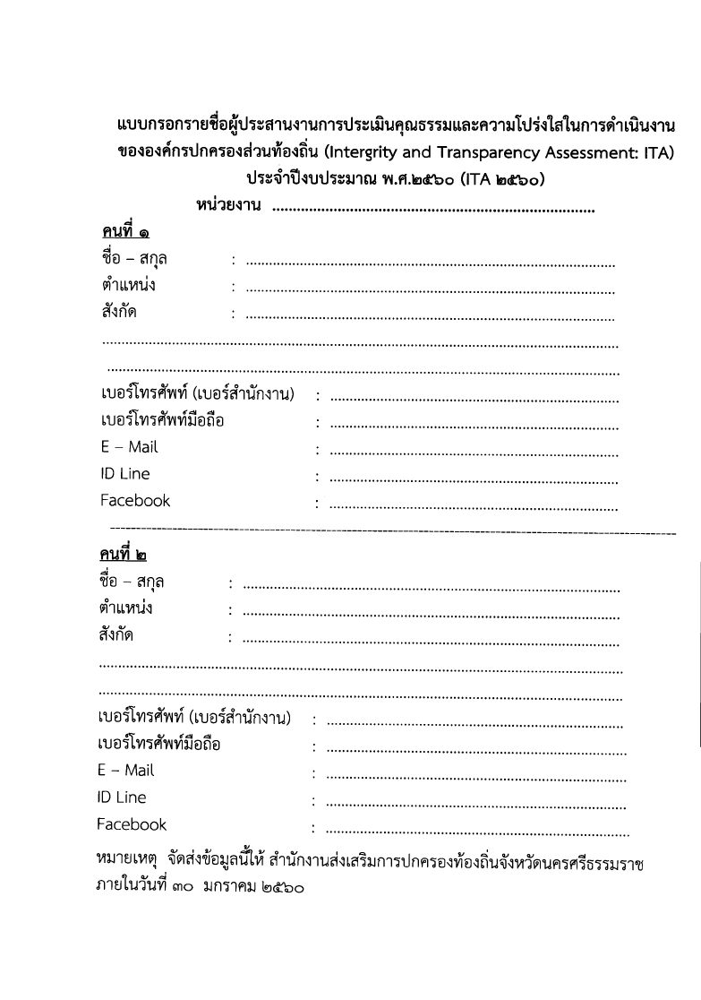 แบบกรอกรายชื่อผู้ประสานงานการประเมินคุณธรรมและความโปร่งใสในการดำเนินงาน
ขององค์กรปกครองส่วนท้องถิ่น (Intergrity and Transparency Assessment: ITA)
ประจำปีงบประมาณ พ.ศ.๒๕๖๐ (ITA ๒๕๖๐)
หน่วยงาน ..............................................................................
คนที่ ๑
ชื่อ – สกุล : ..........................................................................................
ตำแหน่ง : ..........................................................................................
สังกัด : ..........................................................................................
..............................................................................................................................
..............................................................................................................................
เบอร์โทรศัพท์ (เบอร์สำนักงาน) : ......................................................................
เบอร์โทรศัพท์มือถือ : ......................................................................
E – Mail : ......................................................................
ID Line : ......................................................................
Facebook : ......................................................................
--------------------------------------------------------------------------------------------------------------
คนที่ ๒
ชื่อ – สกุล : ..........................................................................................
ตำแหน่ง : ..........................................................................................
สังกัด : ..........................................................................................
..............................................................................................................................
..............................................................................................................................
เบอร์โทรศัพท์ (เบอร์สำนักงาน) : ......................................................................
เบอร์โทรศัพท์มือถือ : ......................................................................
E – Mail : ......................................................................
ID Line : ......................................................................
Facebook : ......................................................................
หมายเหตุ จัดส่งข้อมูลนี้ให้ สำนักงานส่งเสริมการปกครองท้องถิ่นจังหวัดนครศรีธรรมราช
ภายในวันที่ ๓๐ มกราคม ๒๕๖๐